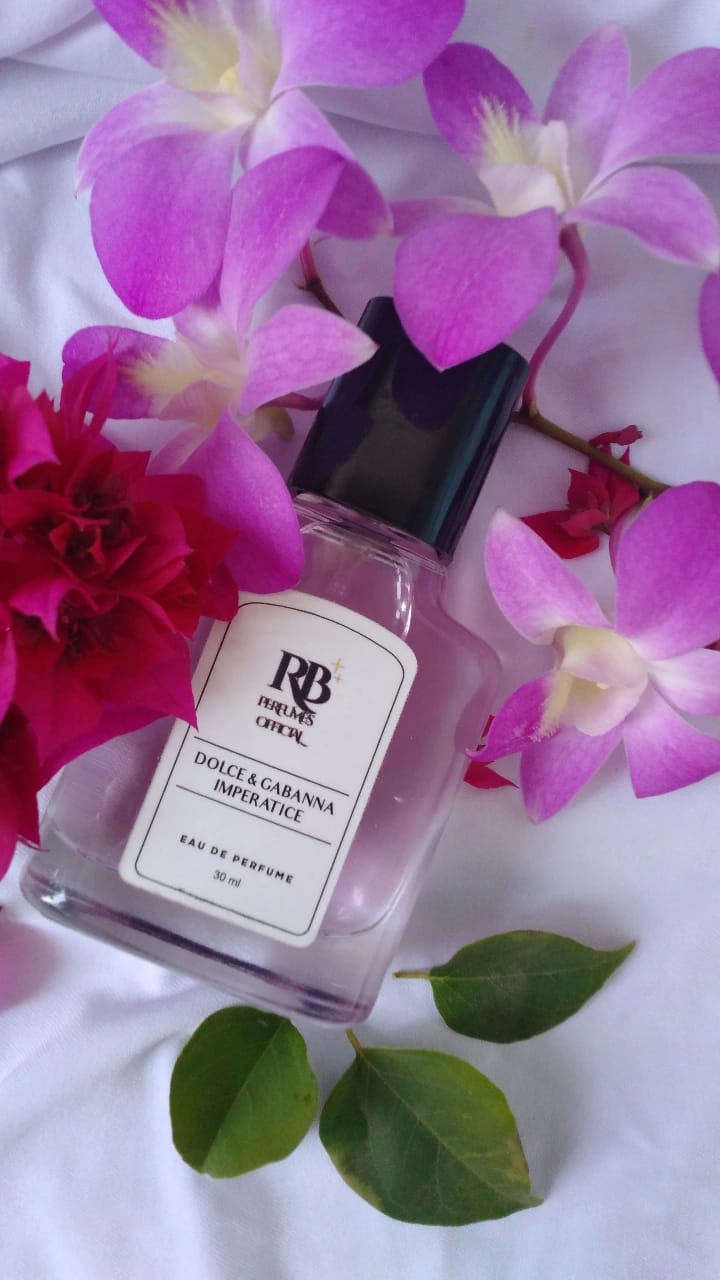 RB
PERFUMES
OFFICIAL
DOLCE & GABANNA
IMPERATICE
EAU DE PERFUME
30 ml